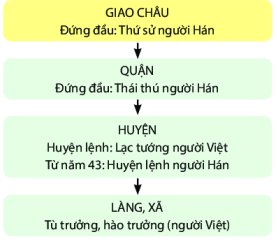 GIAO CHÂU
Đứng đầu: Thứ sử người Hán
QUẬN
Đứng đầu: Thái thú người Hán
HUYỆN
Huyện lệnh: Lạc tướng người Việt
Từ năm 43: Huyện lệnh người Hán
LÀNG, XÃ
Tù trưởng, hào trưởng (người Việt)